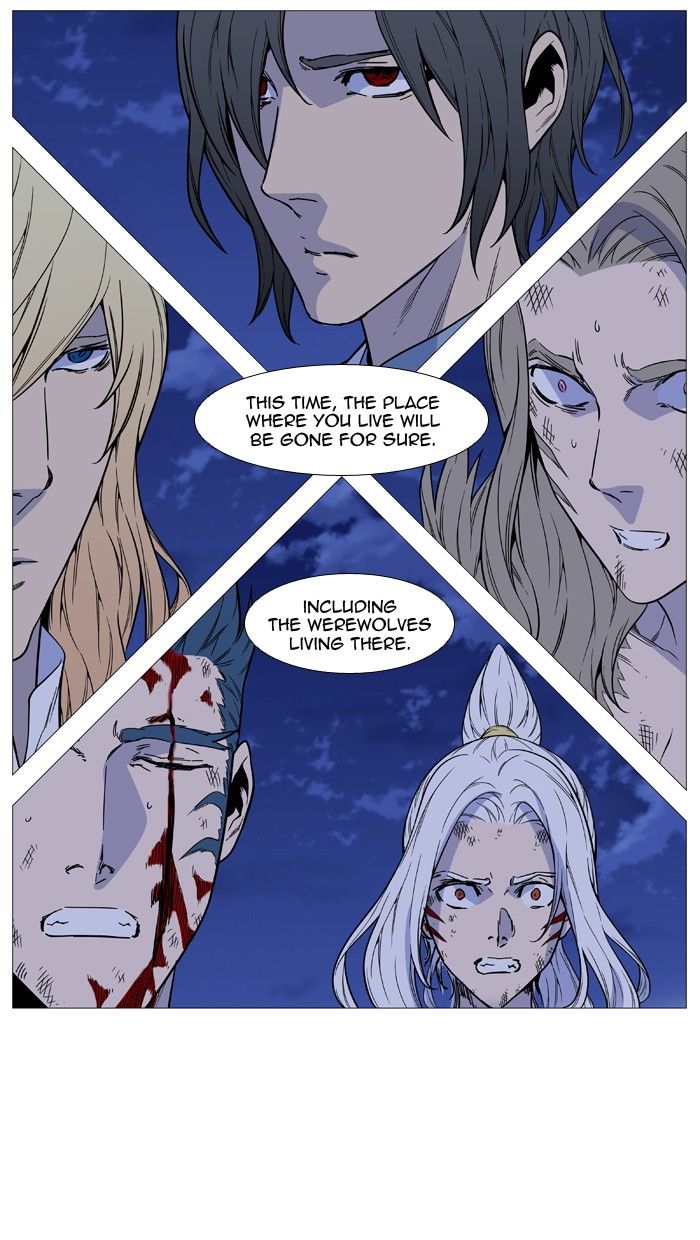 THIS TIME, THE PLACE
WHERE YOU LIVE WILL
BE GONE FOR SURE.
INCLUDING
THE WEREWOLVES
LIVING THERE.